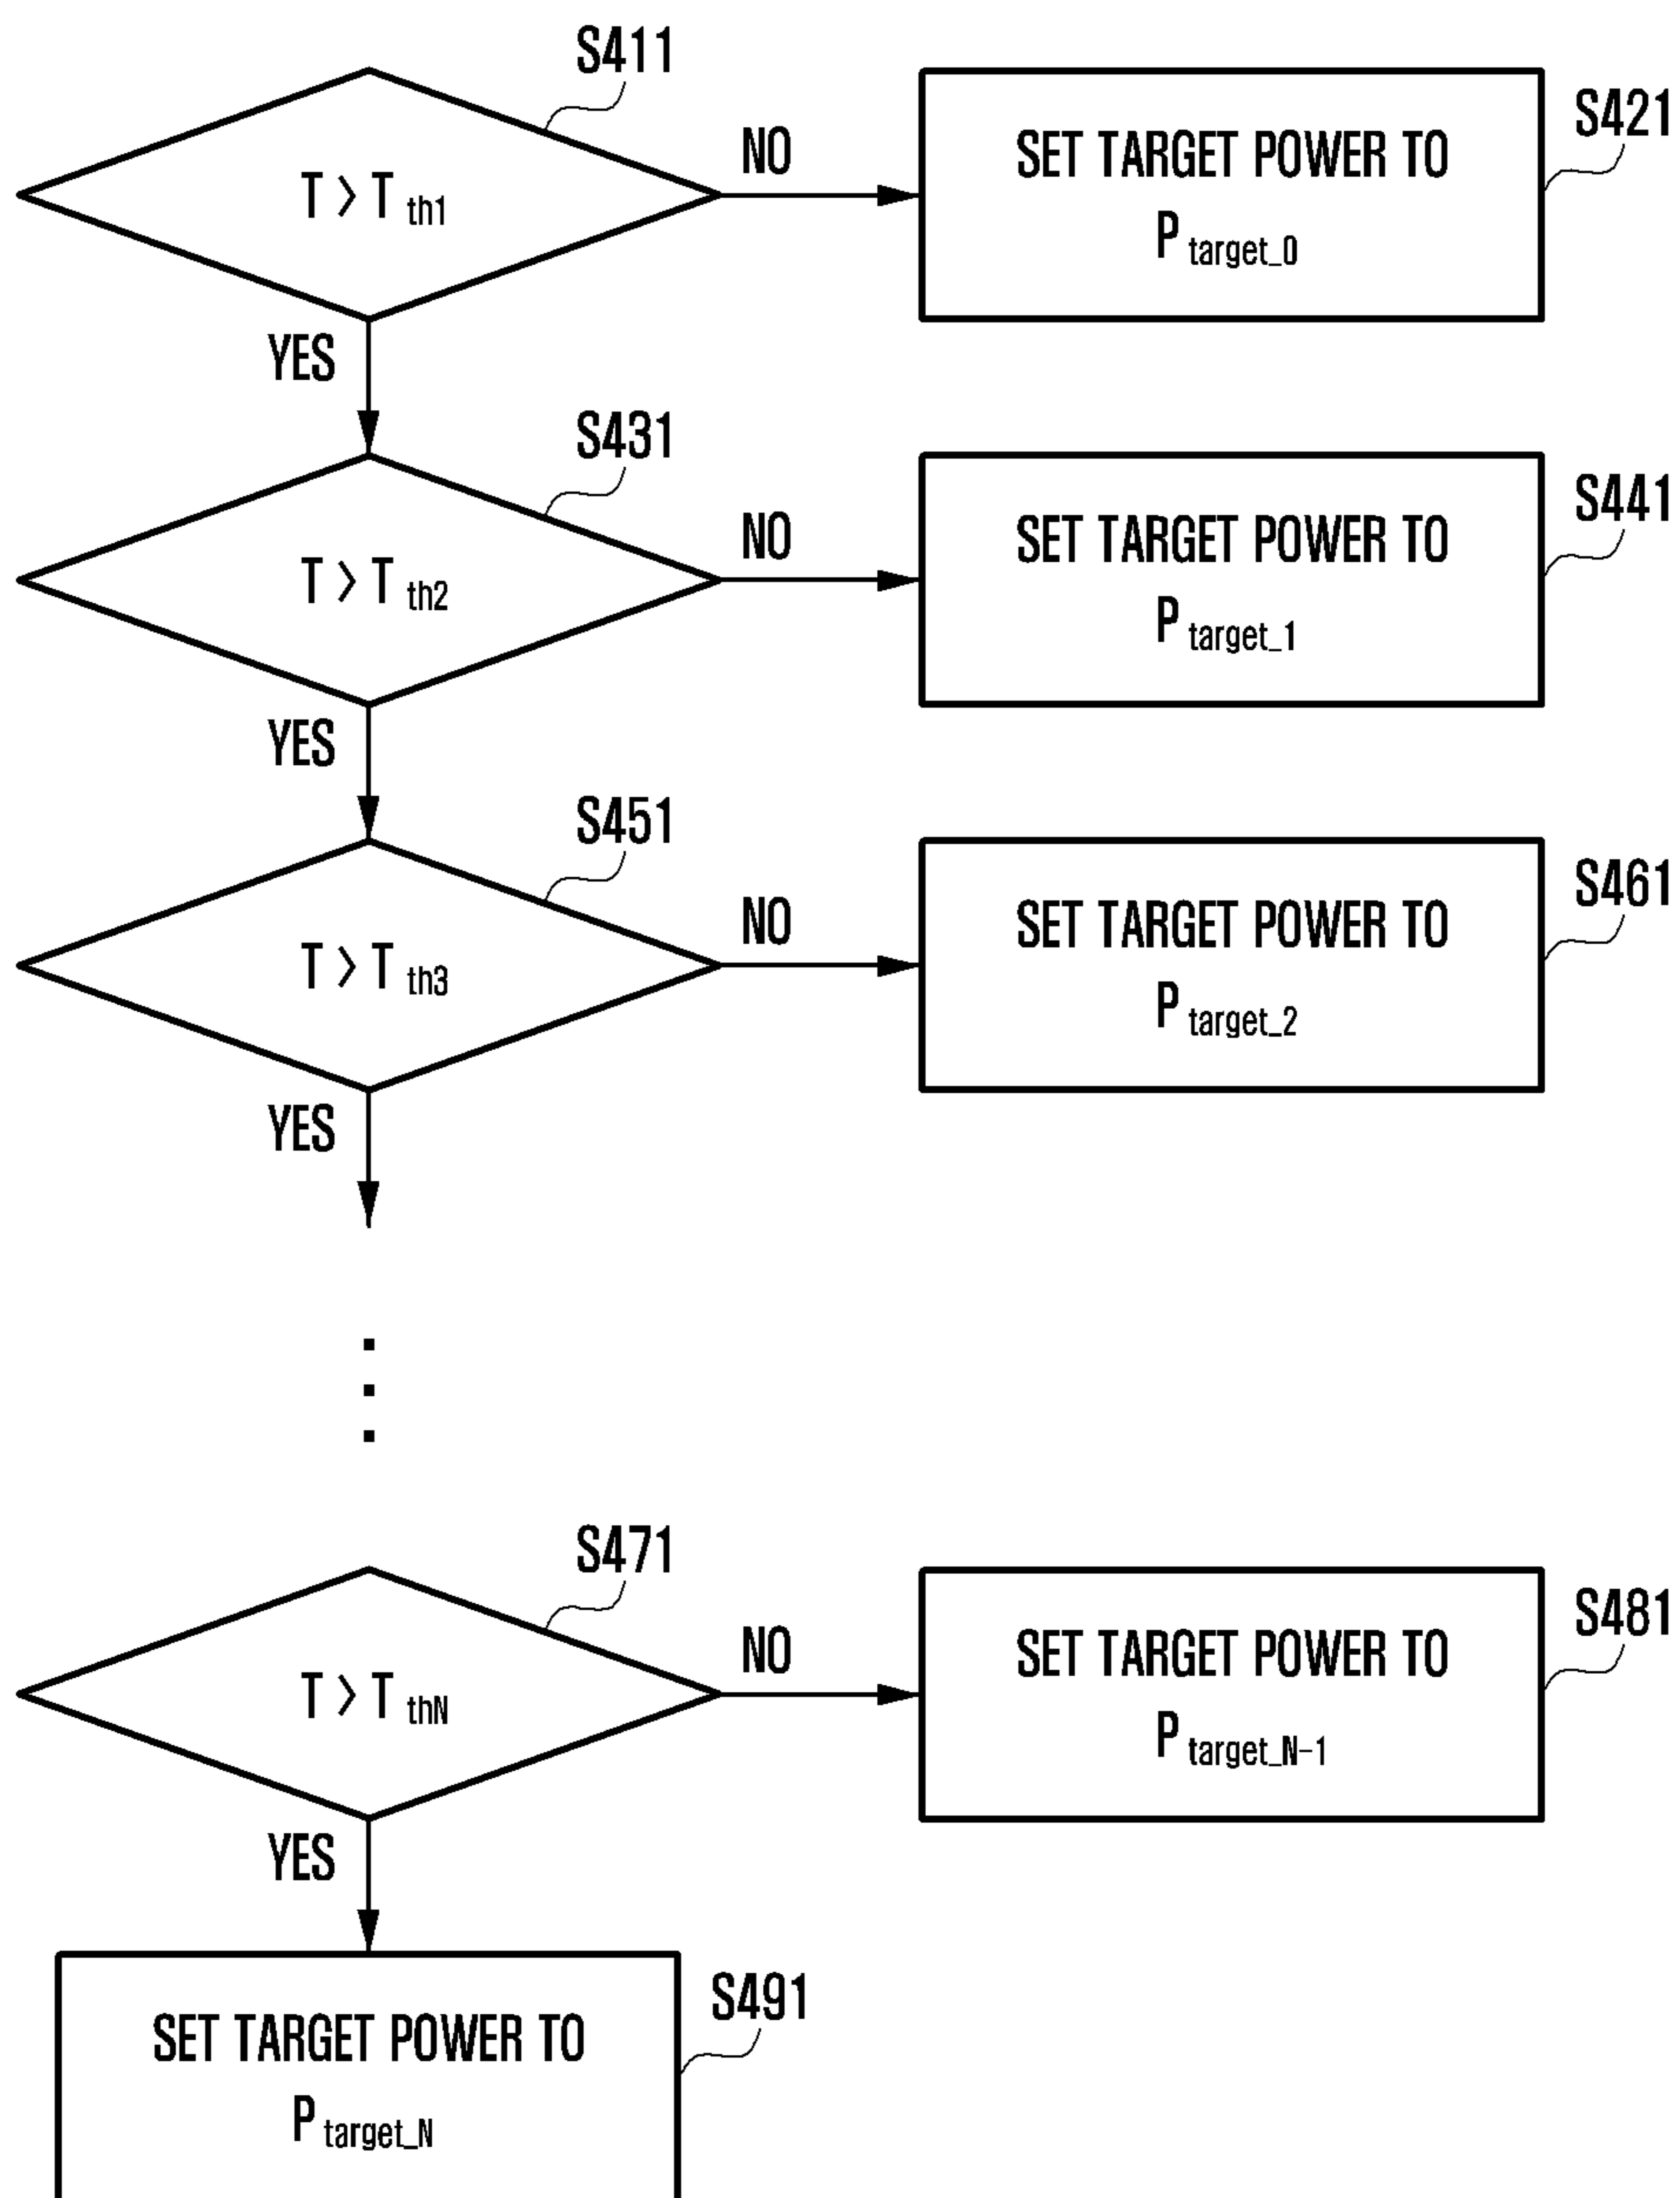 S411
T > T th1
NO
SET TARGET POWER TO
P target_0
S421
YES
S431
T > T th2
NO
SET TARGET POWER TO
P target_1
S441
YES
S451
T > T th3
NO
SET TARGET POWER TO
P target_2
S461
YES
S471
T > T thN
NO
SET TARGET POWER TO
P target_N-1
S481
YES
SET TARGET POWER TO
P target_N
S491